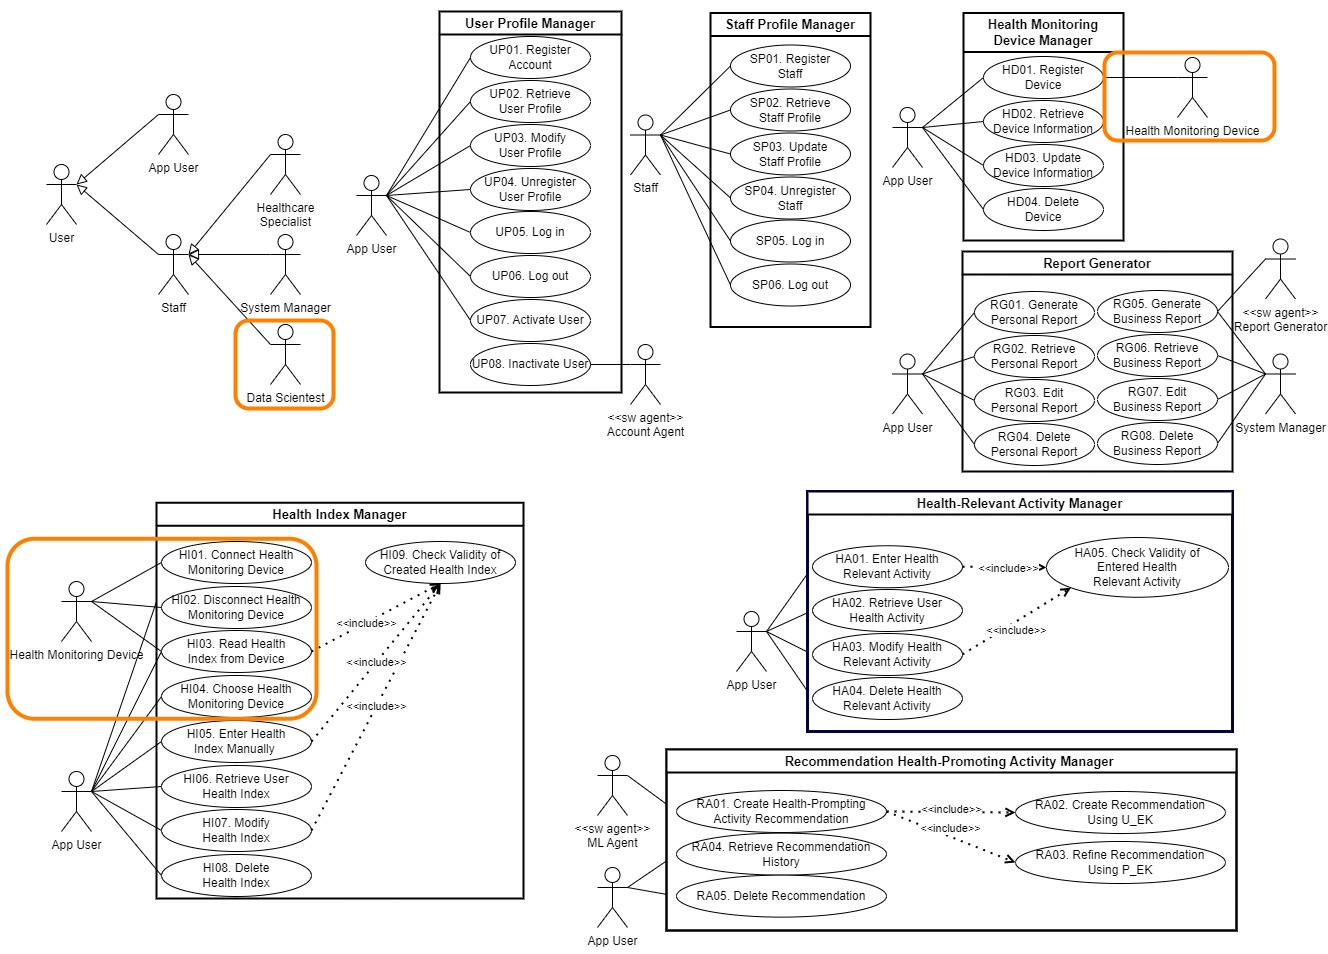 User
App User
Staff
Healthcare
Specialist
System Manager
Data Scientest
User Profile Manager
UP01. Register
Account
UP02. Retrieve
User Profile
UP03. Modify
User Profile
UP04. Unregister
User Profile
UP05. Log in
UP06. Log out
UP07. Activate User
UP08. Inactivate User
App User
<<sw agent>>
Account Agent
Staff Profile Manager
SP01. Register
Staff
SP02. Retrieve
Staff Profile
SP03. Update
Staff Profile
SP04. Unregister
Staff
SP05. Log in
SP06. Log out
Staff
Health Monitoring
Device Manager
HD01. Register
Device
HD02. Retrieve
Device Information
HD03. Update
Device Information
HD04. Delete
Device
App User
Health Monitoring Device
Report Generator
RG01. Generate
Personal Report
RG02. Retrieve
Personal Report
RG03. Edit
Personal Report
RG04. Delete
Personal Report
RG05. Generate
Business Report
RG06. Retrieve
Business Report
RG07. Edit
Business Report
RG08. Delete
Business Report
App User
<<sw agent>>
Report Generator
System Manager
Health Index Manager
HI01. Connect Health
Monitoring Device
HI02. Disconnect Health
Monitoring Device
HI03. Read Health
Index from Device
HI04. Choose Health
Monitoring Device
HI05. Enter Health
Index Manually
HI06. Retrieve User
Health Index
HI07. Modify
Health Index
HI08. Delete
Health Index
HI09. Check Validity of
Created Health Index
<<include>>
<<include>>
<<include>>
Health Monitoring Device
App User
Health-Relevant Activity Manager
HA01. Enter Health
Relevant Activity
HA02. Retrieve User
Health Activity
HA03. Modify Health
Relevant Activity
HA04. Delete Health
Relevant Activity
HA05. Check Validity of
Entered Health
Relevant Activity
<<include>>
<<include>>
App User
Recommendation Health-Promoting Activity Manager
RA01. Create Health-Prompting
Activity Recommendation
RA04. Retrieve Recommendation
History
RA05. Delete Recommendation
<<include>>
<<include>>
RA02. Create Recommendation
Using U_EK
RA03. Refine Recommendation
Using P_EK
<<sw agent>>
ML Agent
App User